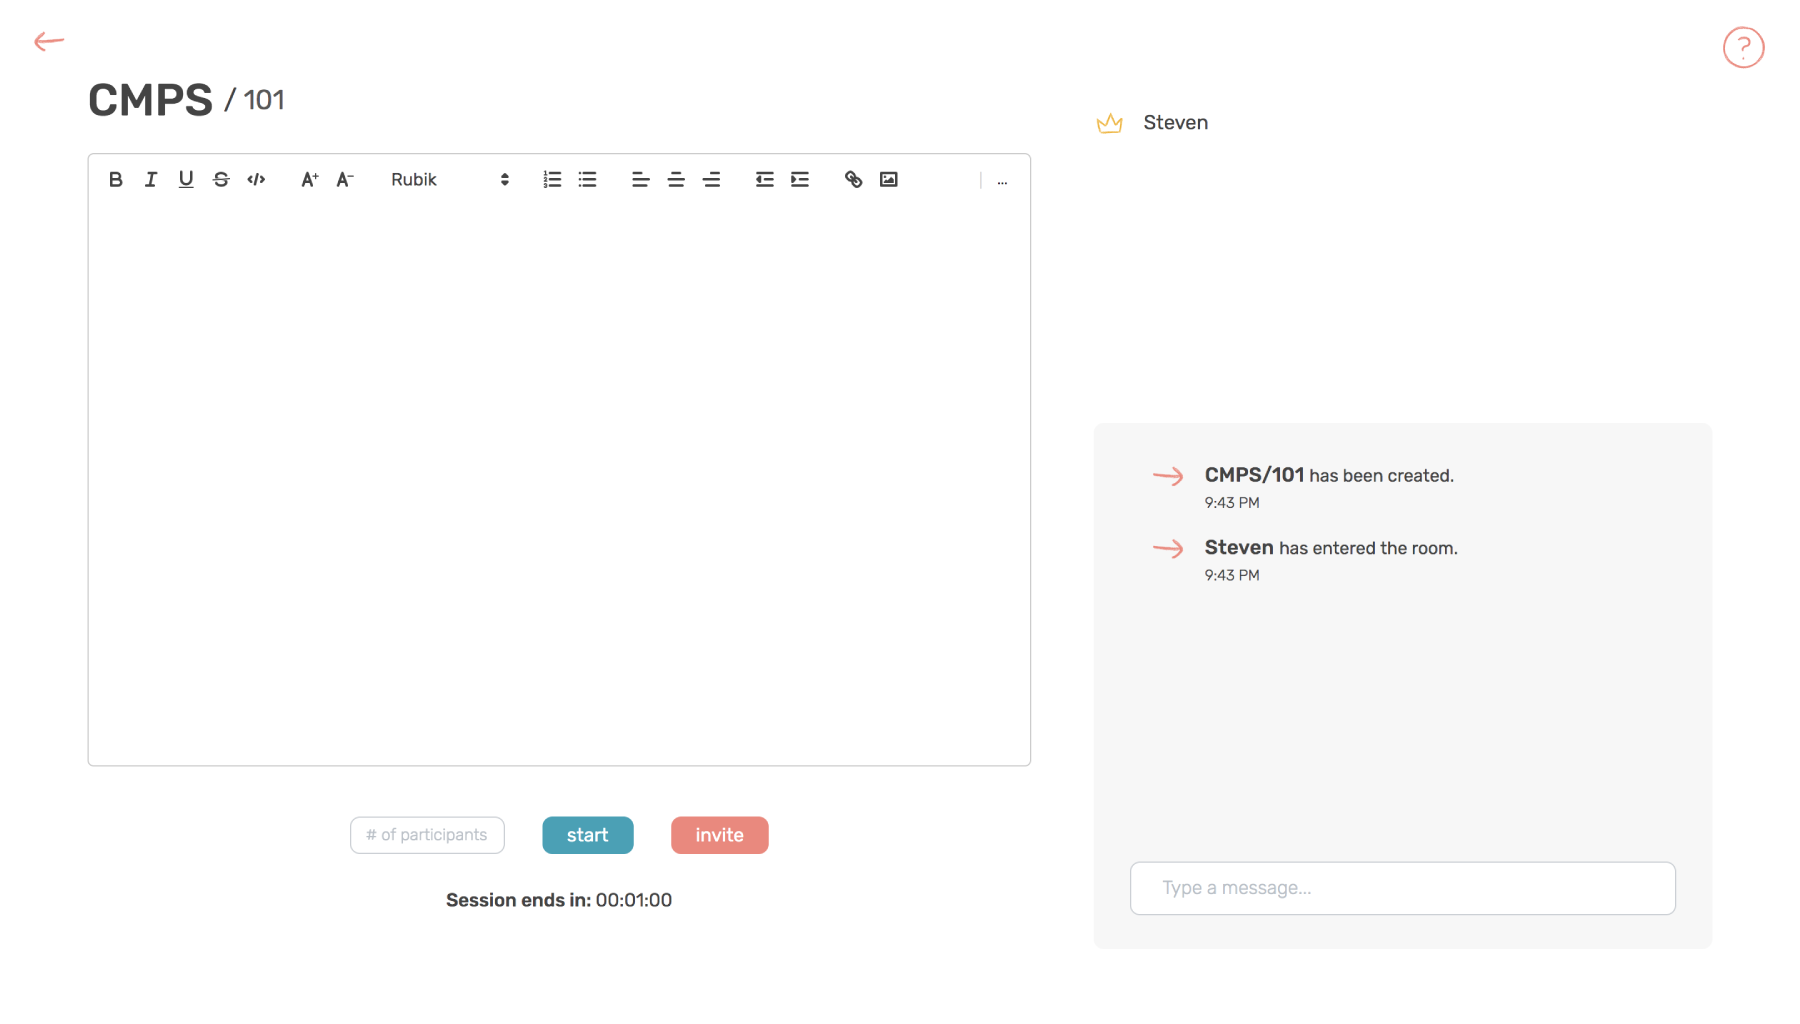 CMPS / 101
Steven
B I U S </> A+ A- Rubik ...
CMPS/101 has been created.
9:43 PM
Steven has entered the room.
9:43 PM
# of participants start invite
Type a message...
Session ends in: 00:01:00
?